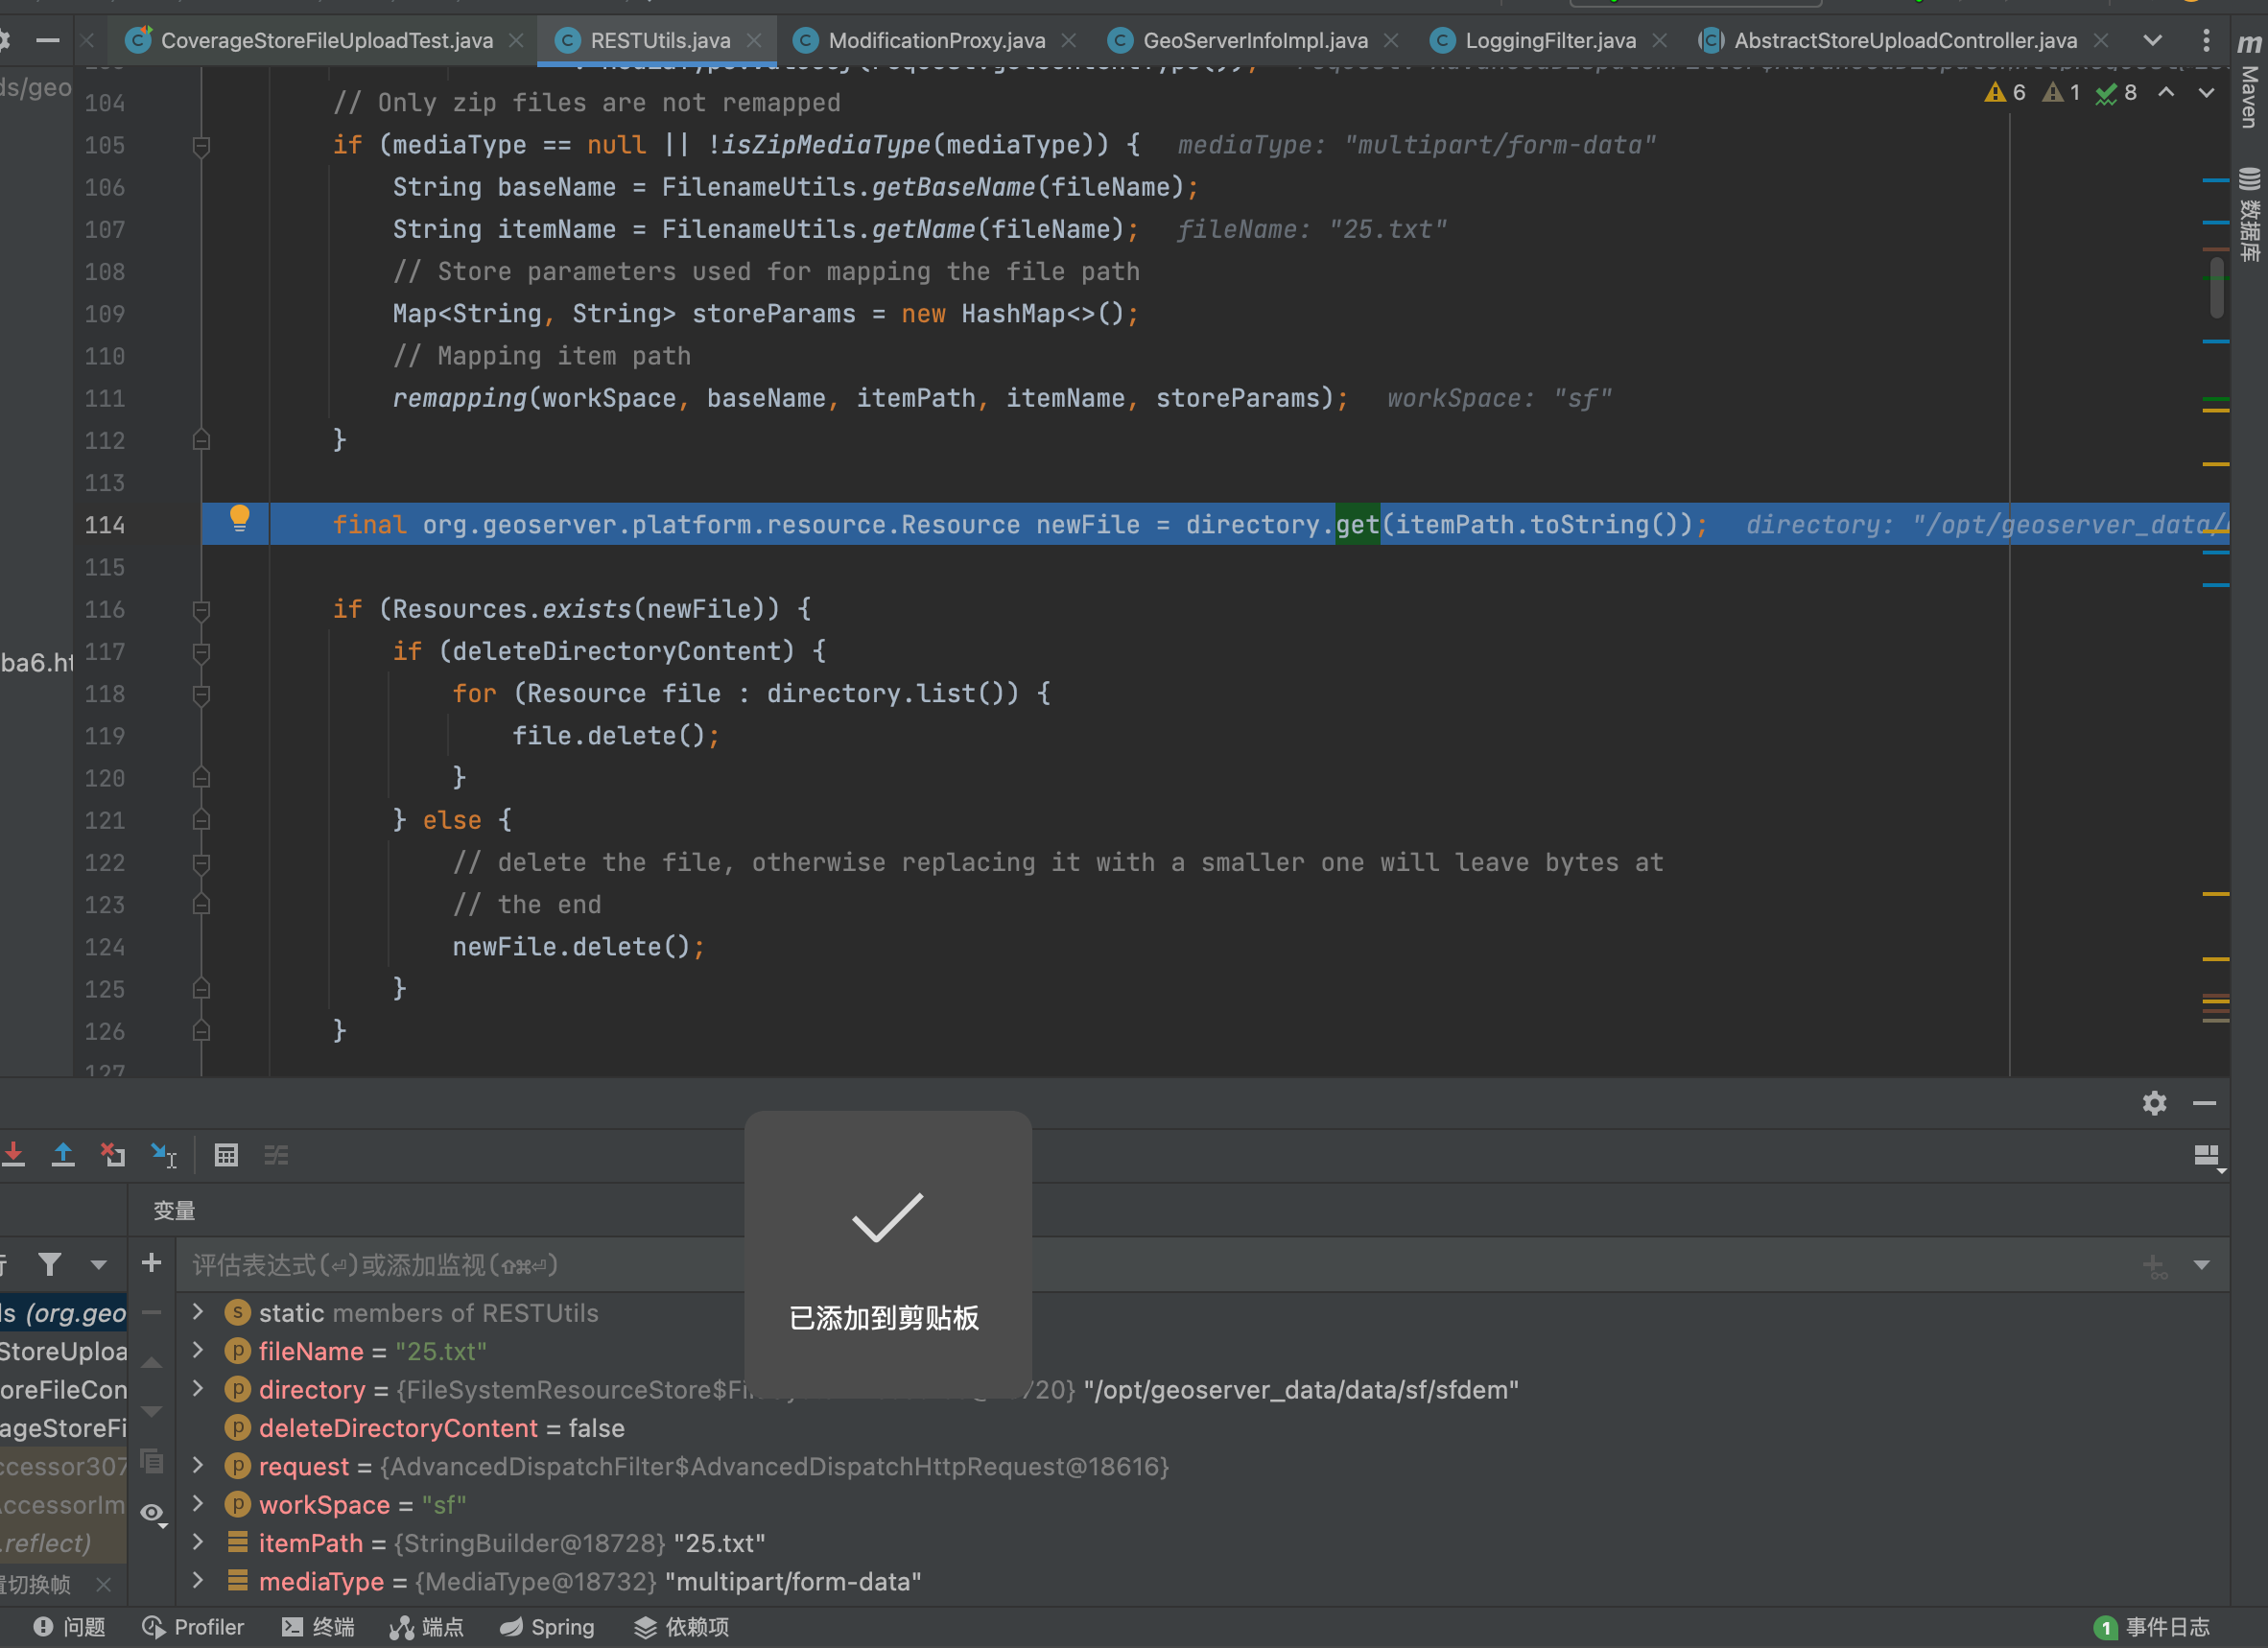 CoverageStoreFileUploadTest.java
RESTUtils.java
ModificationProxy.java
GeoServerInfoImpl.java
LoggingFilter.java
AbstractStoreUploadController.java
m
Maven
数据库
ds/geo
6
1
8
104 // Only zip files are not remapped
105 if (mediaType == null || !isZipMediaType(mediaType)) { mediaType: "multipart/form-data"
106 String baseName = FilenameUtils.getBaseName(fileName);
107 String itemName = FilenameUtils.getName(fileName); fileName: "25.txt"
108 // Store parameters used for mapping the file path
109 Map<String, String> storeParams = new HashMap<>();
110 // Mapping item path
111 remapping(workSpace, baseName, itemPath, itemName, storeParams); workSpace: "sf"
112 }
113
114 final org.geoserver.platform.resource.Resource newFile = directory.get(itemPath.toString()); directory: "/opt/geoserver_data/
115
116 if (Resources.exists(newFile)) {
ba6.ht
117 if (deleteDirectoryContent) {
118 for (Resource file : directory.list()) {
119 file.delete();
120 }
121 } else {
122 // delete the file, otherwise replacing it with a smaller one will leave bytes at
123 // the end
124 newFile.delete();
125 }
126 }
127
变量
评估表达式(⏎)或添加监视(⇧⌘⏎)
已添加到剪贴板
ls (org.geo
StoreUploa
oreFileCon
ageStoreFi
ccessor307
AccessorIm
.reflect)
置切换帧
static members of RESTUtils
fileName = "25.txt"
directory = {FileSystemResourceStore$Fil 720} "/opt/geoserver_data/data/sf/sfdem"
deleteDirectoryContent = false
request = {AdvancedDispatchFilter$AdvancedDispatchHttpRequest@18616}
workSpace = "sf"
itemPath = {StringBuilder@18728} "25.txt"
mediaType = {MediaType@18732} "multipart/form-data"
问题
Profiler
终端
端点
Spring
依赖项
1 事件日志